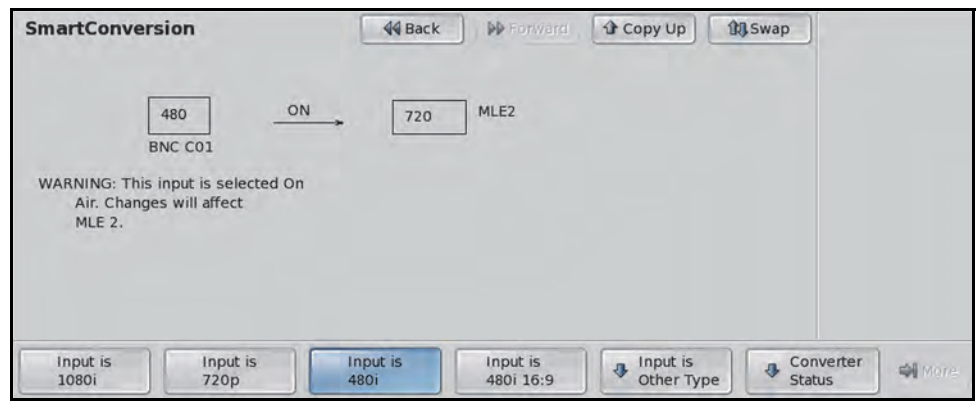 SmartConversion
Back
Forward
Copy Up
Swap
480
ON
720
MLE2
BNC C01
WARNING: This input is selected On
Air. Changes will affect
MLE 2.
Input is
1080i
Input is
720p
Input is
480i
Input is
480i 16:9
Input is
Other Type
Converter
Status
More